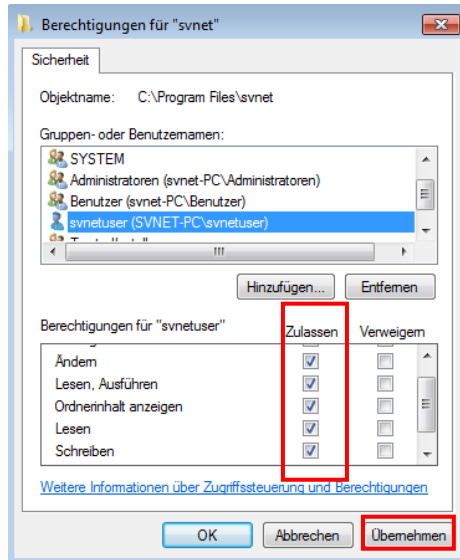 Berechtigungen für "svnet"
Sicherheit
Objektname: C:\Program Files\svnet
Gruppen- oder Benutzernamen:
SYSTEM
Administratoren (svnet-PC\Administratoren)
Benutzer (svnet-PC\Benutzer)
svnetuser (SVNET-PC\svnetuser)
Hinzufügen... Entfernen
Berechtigungen für "svnetuser" Zulassen Verweigern
Ändern
Lesen, Ausführen
Ordnerinhalt anzeigen
Lesen
Schreiben
Weitere Informationen über Zugriffssteuerung und Berechtigungen
OK Abbrechen Übernehmen